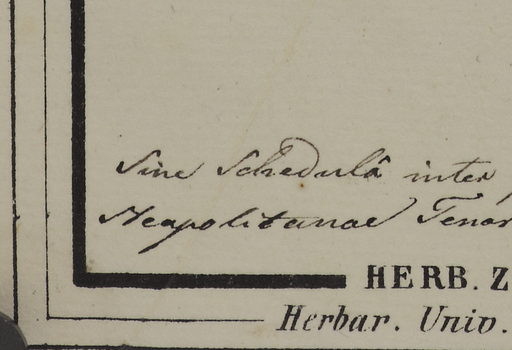 Sine Schedulâ inter
Neapolitanae Tenor
HERB. Z
Herbar. Univ.